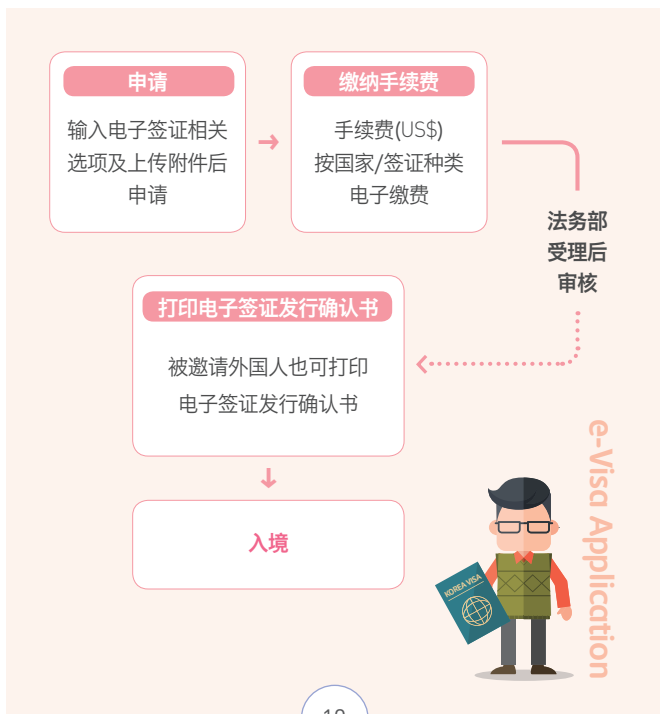 申请
输入电子签证相关
选项及上传附件后
申请
缴纳手续费
手续费(US$)
按国家/签证种类
电子缴费
法务部
受理后
审核
打印电子签证发行确认书
被邀请外国人也可打印
电子签证发行确认书
入境
e-Visa Application
KOREA VISA